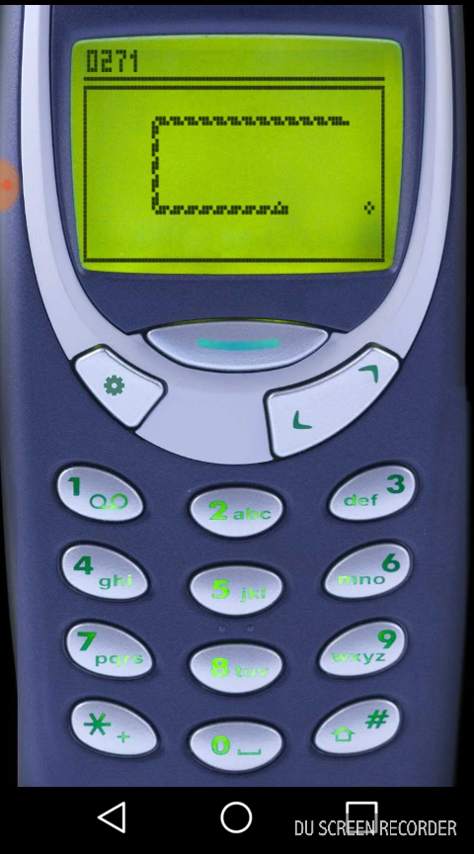 0271
1
2 abc
def 3
4 ghi
5 jkl
mno 6
7 pqrs
8 tuv
wxyz 9
* +
0
#
DU SCREEN RECORDER